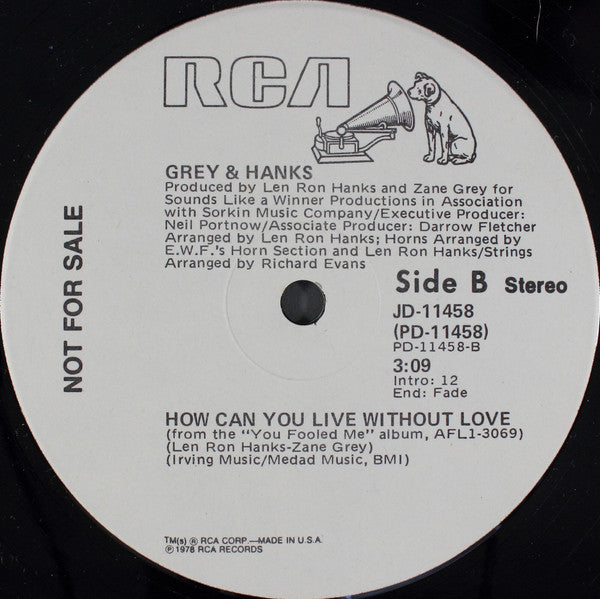 RCA
GREY & HANKS
Produced by Len Ron Hanks and Zane Grey for
Sounds Like a Winner Productions in Association
with Sorkin Music Company/Executive Producer:
Neil Portnow/Associate Producer: Darrow Fletcher
Arranged by Len Ron Hanks; Horns Arranged by
E.W.F.'s Horn Section and Len Ron Hanks/Strings
Arranged by Richard Evans
NOT FOR SALE
Side B Stereo
JD-11458
(PD-11458)
PD-11458-B
3:09
Intro: 12
End: Fade
HOW CAN YOU LIVE WITHOUT LOVE
(from the "You Fooled Me" album, AFL1-3069)
(Len Ron Hanks-Zane Grey)
(Irving Music/Medad Music, BMI)
TM(s) ® RCA CORP.—MADE IN U.S.A.
℗ 1978 RCA RECORDS